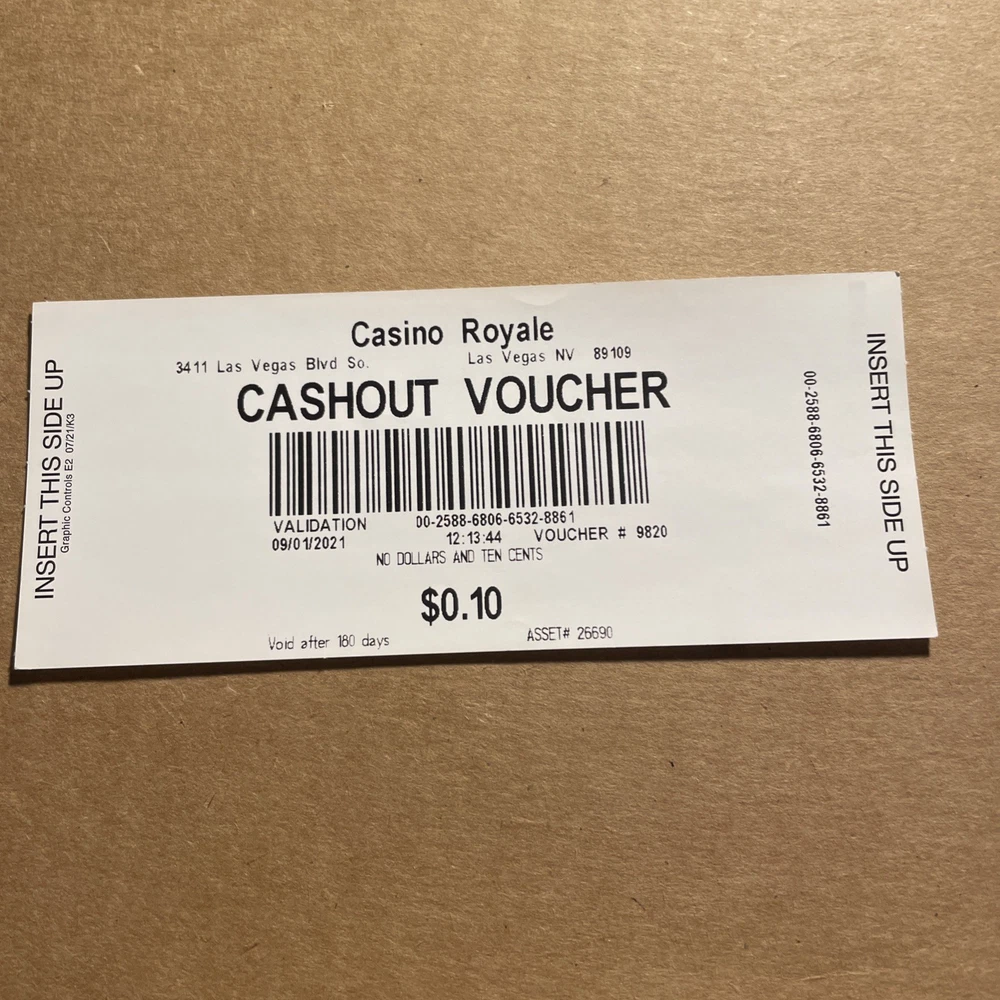 Casino Royale
3411 Las Vegas Blvd So. Las Vegas NV 89109
CASHOUT VOUCHER
VALIDATION 00-2588-6806-6532-8861
09/01/2021 12:13:44 VOUCHER # 9820
NO DOLLARS AND TEN CENTS
$0.10
Void after 180 days ASSET# 26690
INSERT THIS SIDE UP
Graphic Controls E2 07/21/K3
00-2588-6806-6532-8861
INSERT THIS SIDE UP